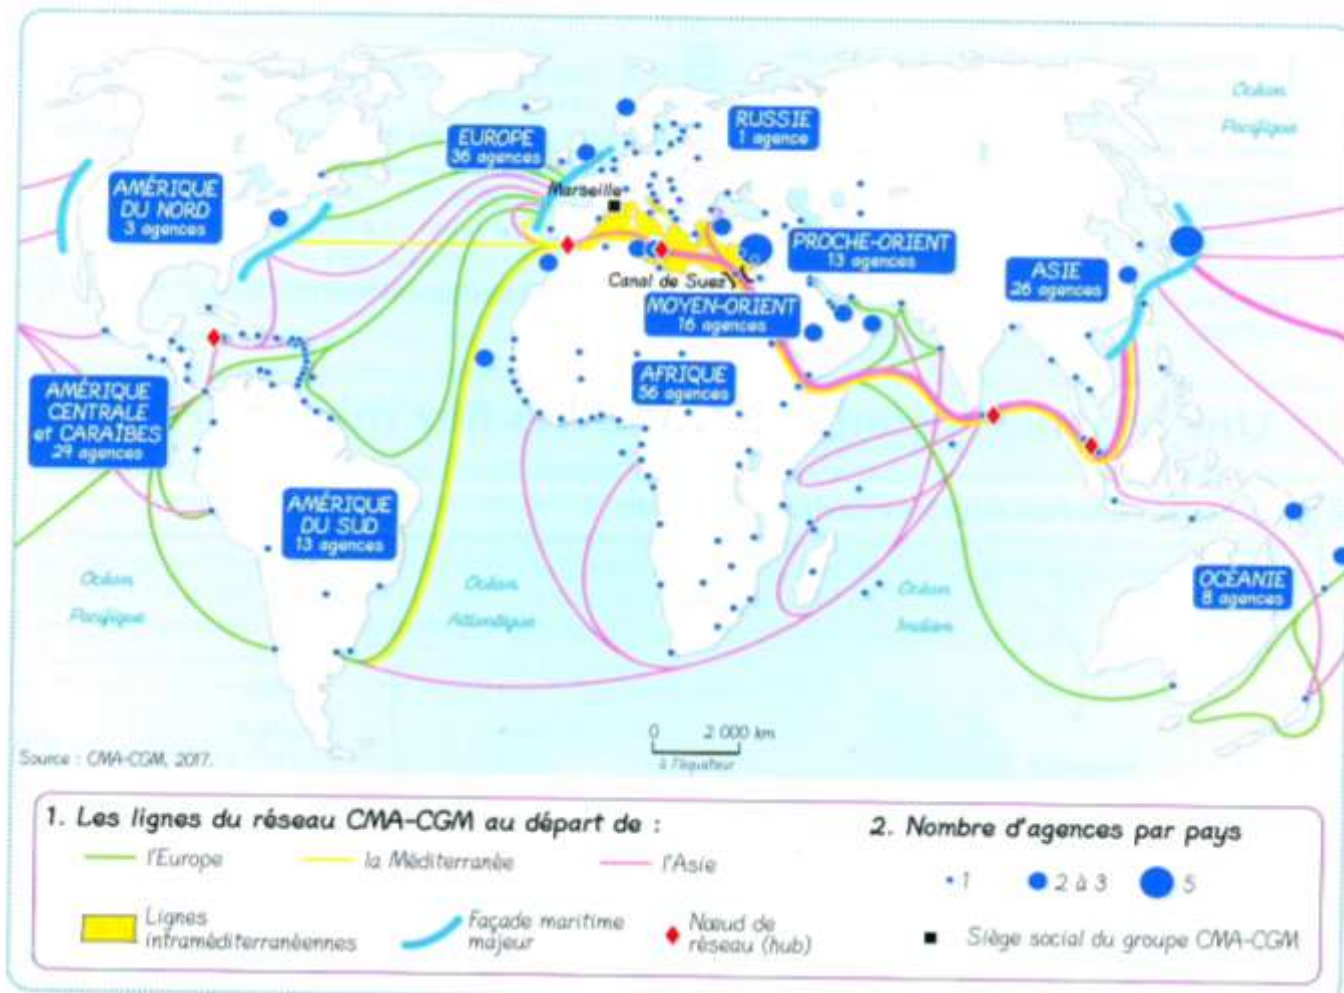 Océan
Pacifique
RUSSIE
1 agence
EUROPE
36 agences
Marseille
AMÉRIQUE
DU NORD
3 agences
PROCHE-ORIENT
13 agences
Canal de Suez
ASIE
26 agences
MOYEN-ORIENT
16 agences
AFRIQUE
56 agences
AMÉRIQUE
CENTRALE
et CARAÏBES
29 agences
AMÉRIQUE
DU SUD
13 agences
OCÉANIE
8 agences
Océan
Pacifique
Océan
Atlantique
Océan
Indien
0 2 000 km
à l'équateur
Source : CMA-CGM, 2017.
1. Les lignes du réseau CMA-CGM au départ de :
l'Europe
la Méditerranée
l'Asie
Lignes
intraméditerranéennes
Façade maritime
majeur
Nœud de
réseau (hub)
2. Nombre d'agences par pays
1
2 à 3
5
Siège social du groupe CMA-CGM